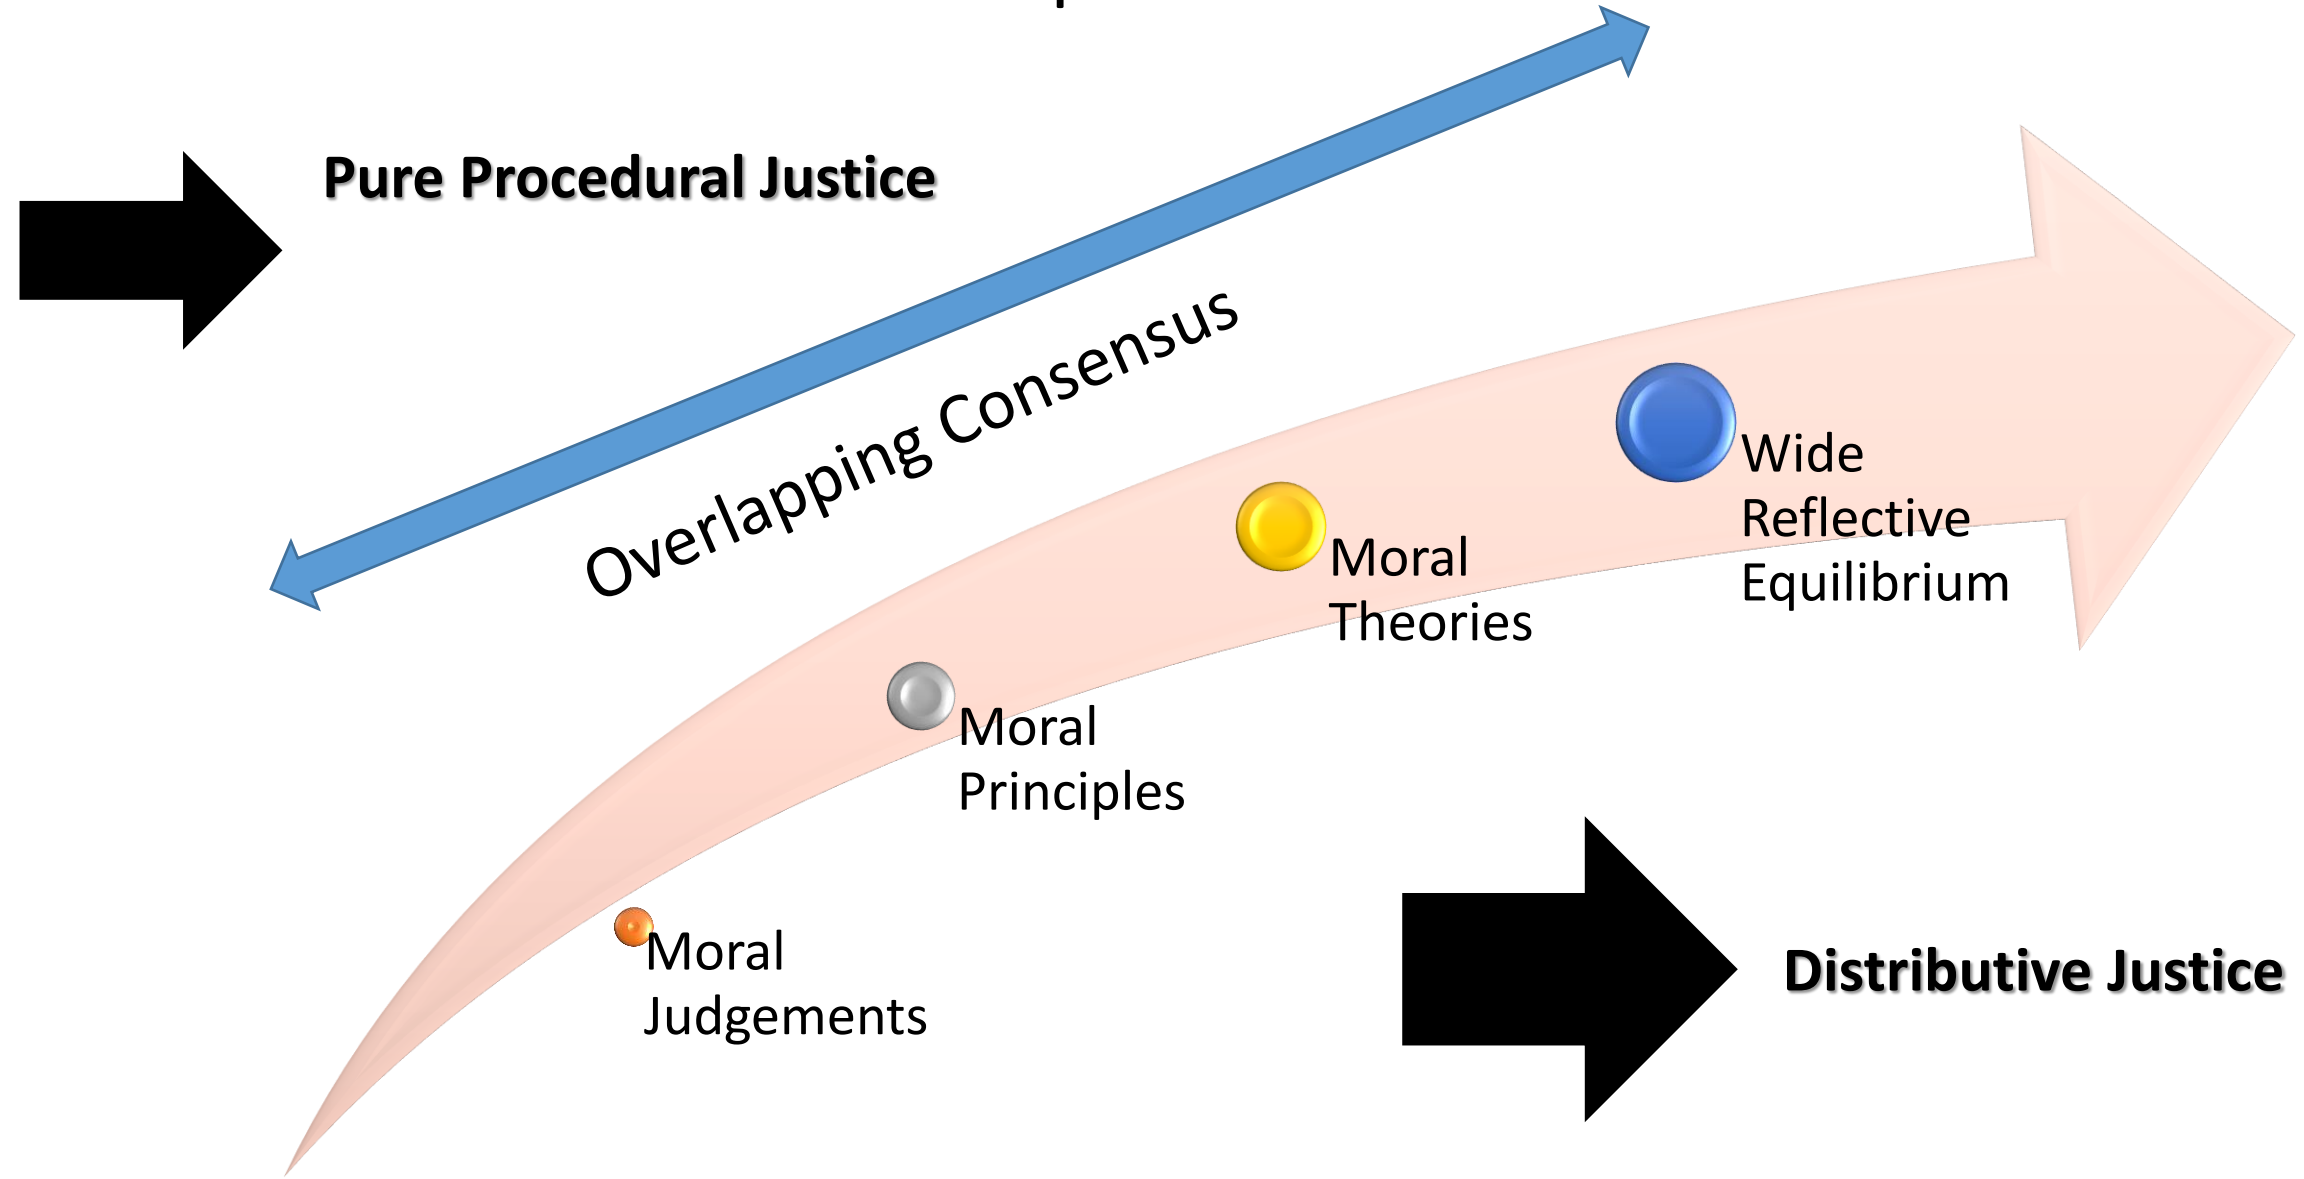 Pure Procedural Justice
Overlapping Consensus
Wide
Reflective
Equilibrium
Moral
Theories
Moral
Principles
Moral
Judgements
Distributive Justice